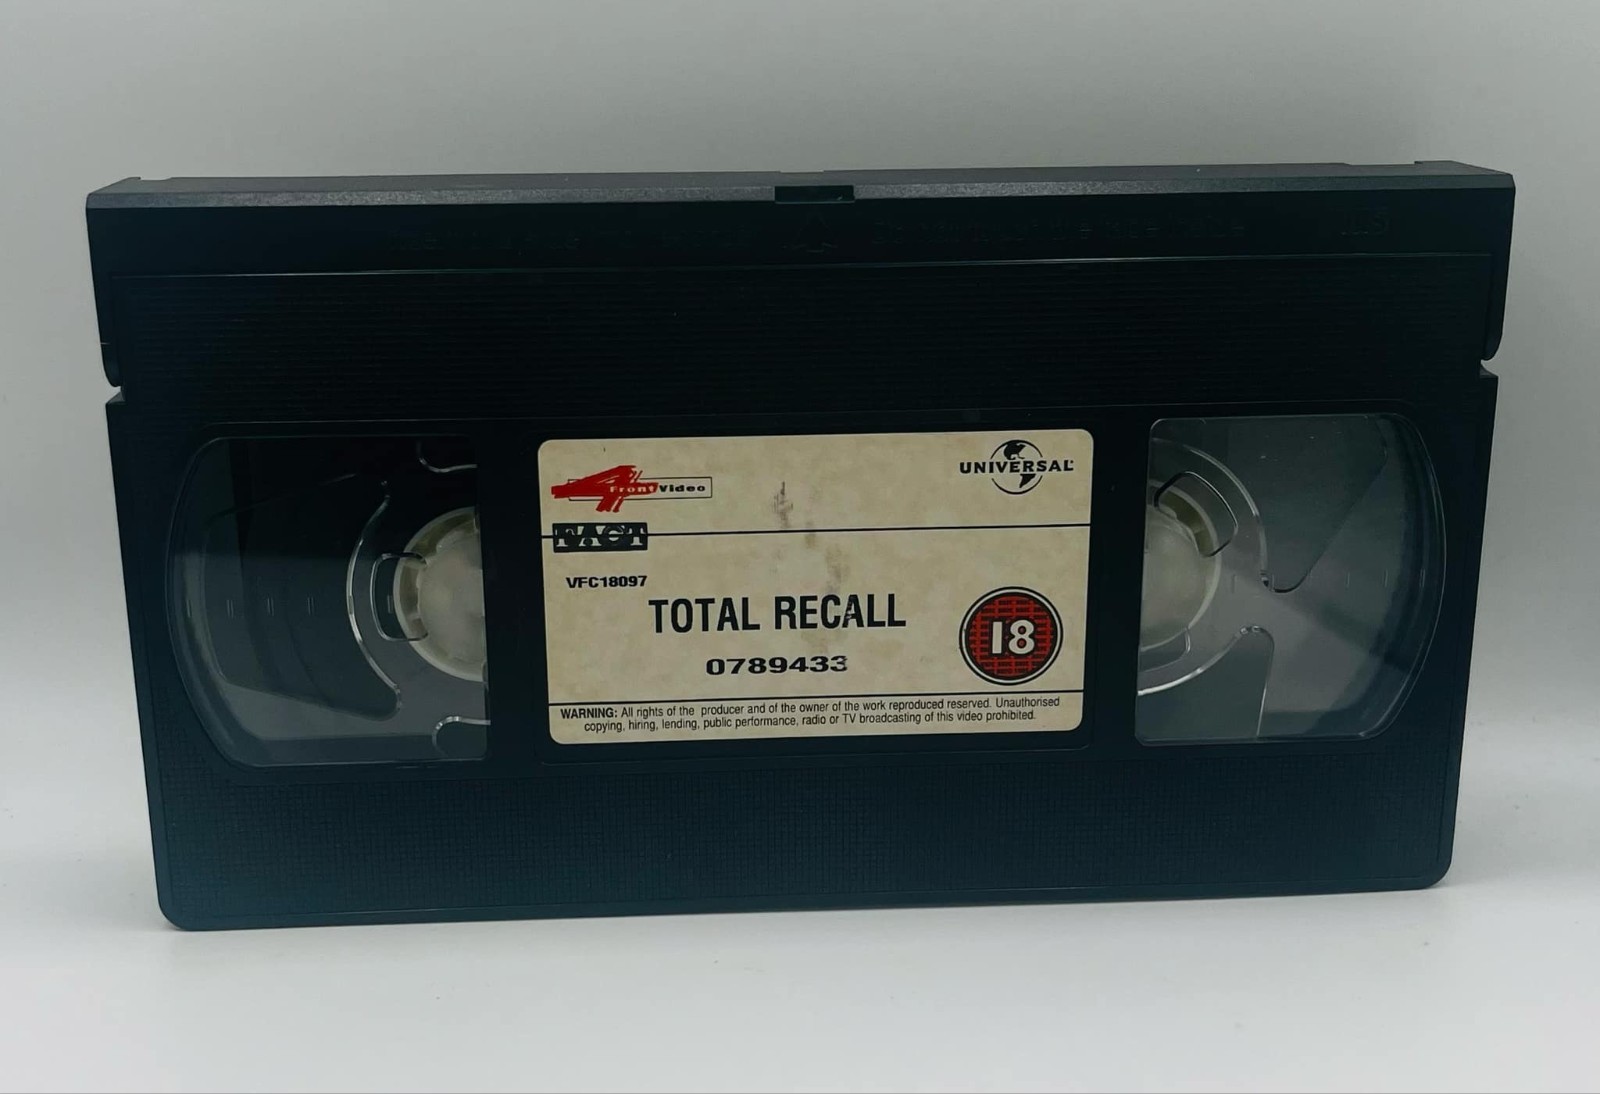 4 Front Video
UNIVERSAL
FACT
VFC18097
TOTAL RECALL
18
0789433
WARNING: All rights of the producer and of the owner of the work reproduced reserved. Unauthorised
copying, hiring, lending, public performance, radio or TV broadcasting of this video prohibited.